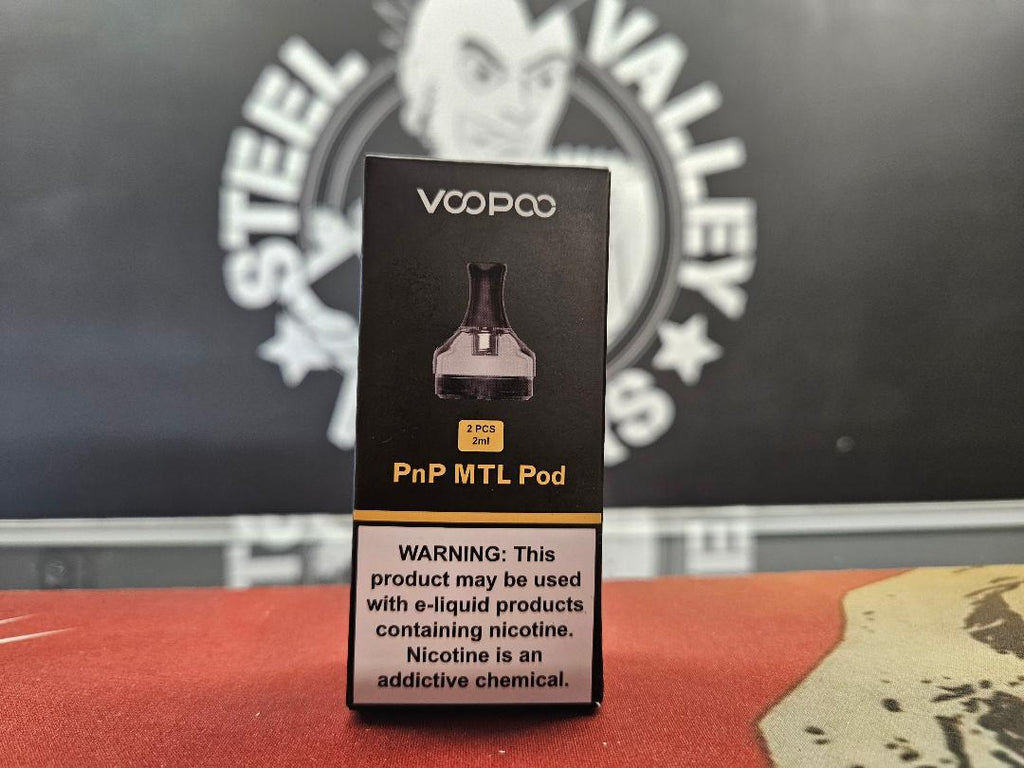 STEEL VALLEY
VOOPOO
2 PCS
2ml
PnP MTL Pod
WARNING: This
product may be used
with e-liquid products
containing nicotine.
Nicotine is an
addictive chemical.